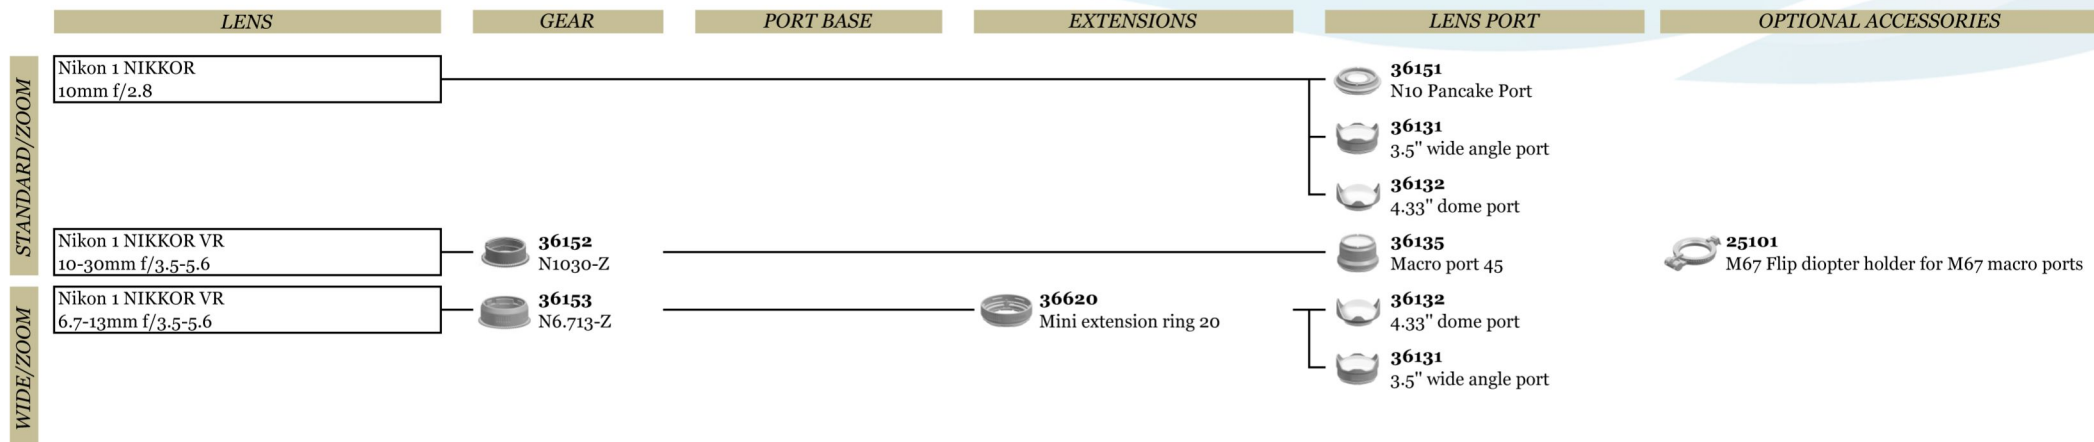 LENS
GEAR
PORT BASE
EXTENSIONS
LENS PORT
OPTIONAL ACCESSORIES
STANDARD/ZOOM
Nikon 1 NIKKOR
10mm f/2.8
36151
N10 Pancake Port
36131
3.5" wide angle port
36132
4.33" dome port
Nikon 1 NIKKOR VR
10-30mm f/3.5-5.6
36152
N1030-Z
36135
Macro port 45
25101
M67 Flip diopter holder for M67 macro ports
WIDE/ZOOM
Nikon 1 NIKKOR VR
6.7-13mm f/3.5-5.6
36153
N6.713-Z
36620
Mini extension ring 20
36132
4.33" dome port
36131
3.5" wide angle port